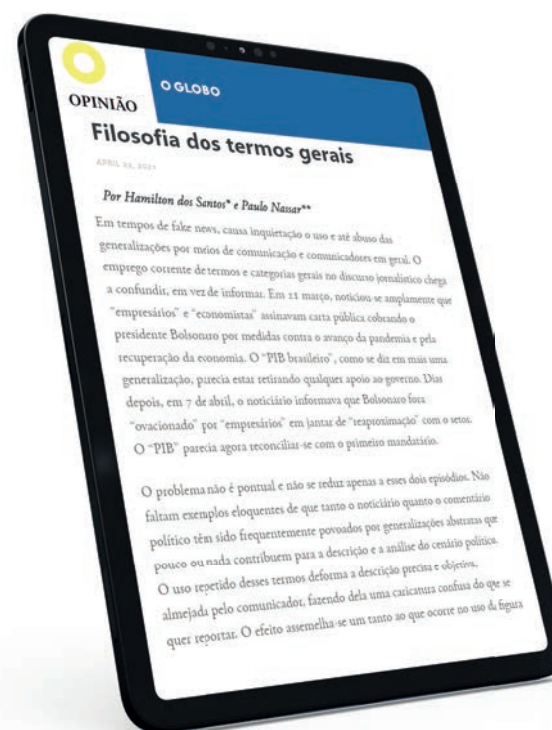 O GLOBO
OPINIÃO
Filosofia dos termos gerais
APRIL 22, 2021
Por Hamilton dos Santos* e Paulo Nassar**
Em tempos de fake news, causa inquietação o uso e até abuso das
generalizações por meios de comunicação e comunicadores em geral. O
emprego corrente de termos e categorias gerais no discurso jornalístico chega
a confundir, em vez de informar. Em 11 março, noticiou-se amplamente que
“empresários” e “economistas” assinavam carta pública cobrando o
presidente Bolsonaro por medidas contra o avanço da pandemia e pela
recuperação da economia. O “PIB brasileiro”, como se diz em mais uma
generalização, parecia estar retirando qualquer apoio ao governo. Dias
depois, em 7 de abril, o noticiário informava que Bolsonaro fora
“ovacionado” por “empresários” em jantar de “reaproximação” com o setor.
O “PIB” parecia agora reconciliar-se com o primeiro mandatário.
O problema não é pontual e não se reduz apenas a esses dois episódios. Não
faltam exemplos eloquentes de que tanto o noticiário quanto o comentário
político têm sido frequentemente povoados por generalizações abstratas que
pouco ou nada contribuem para a descrição e a análise do cenário político.
O uso repetido desses termos deforma a descrição precisa e objetiva,
almejada pelo comunicador, fazendo dela uma caricatura confusa do que se
quer reportar. O efeito assemelha-se um tanto ao que ocorre no uso da figura